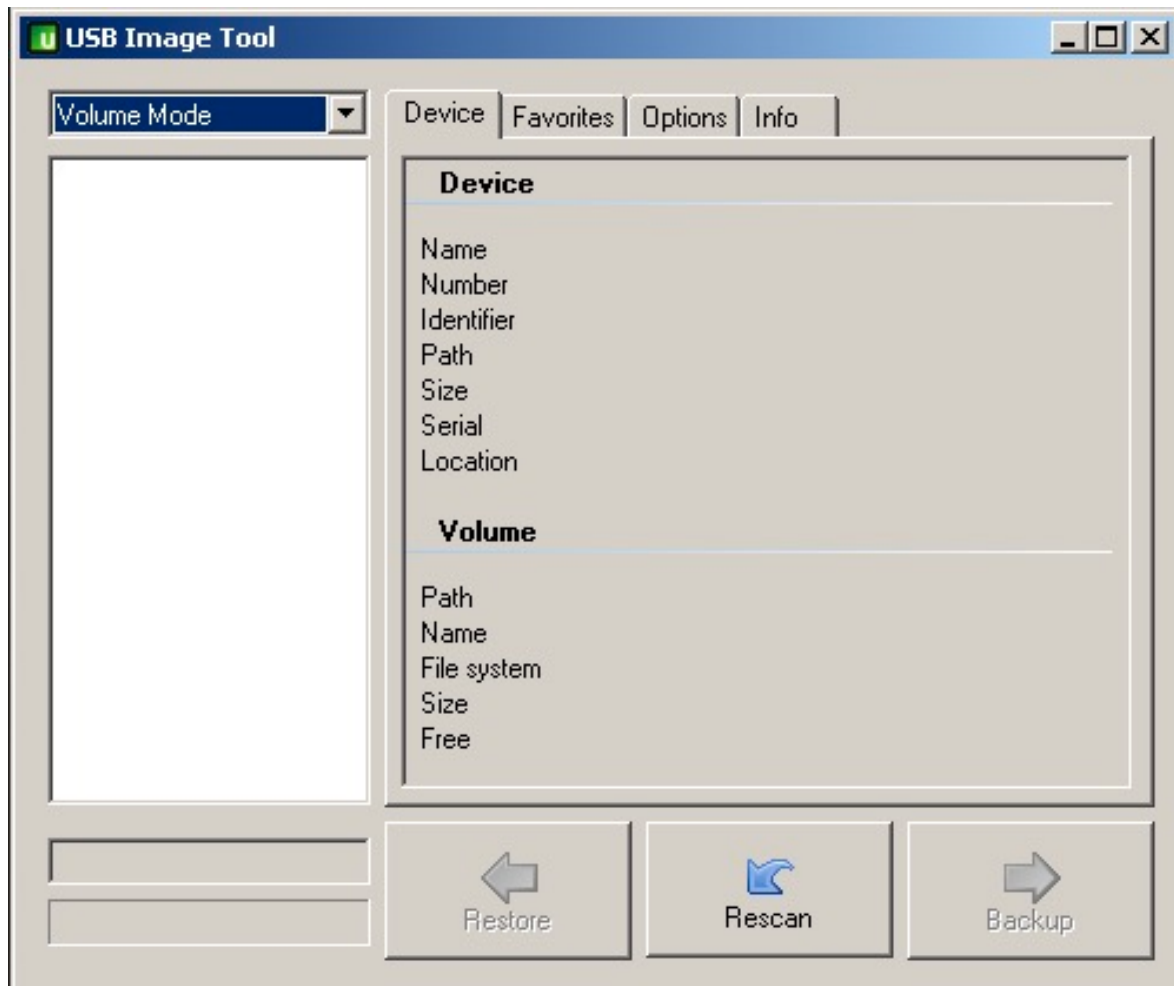 USB Image Tool
Volume Mode
Device Favorites Options Info
Device
Name
Number
Identifier
Path
Size
Serial
Location
Volume
Path
Name
File system
Size
Free
Restore Rescan Backup